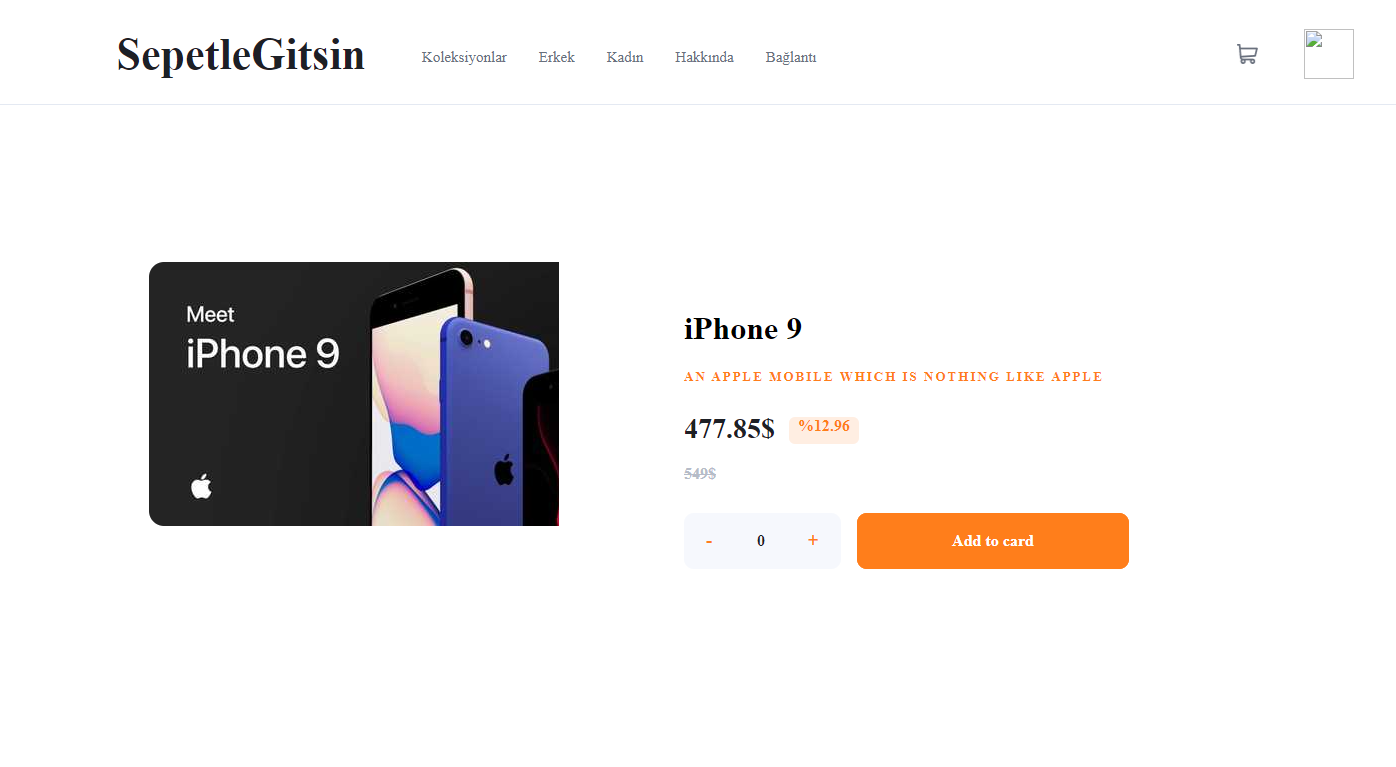 SepetleGitsin
Koleksiyonlar Erkek Kadın Hakkında Bağlantı
Meet
iPhone 9
iPhone 9
AN APPLE MOBILE WHICH IS NOTHING LIKE APPLE
477.85$ %12.96
549$
- 0 + Add to card